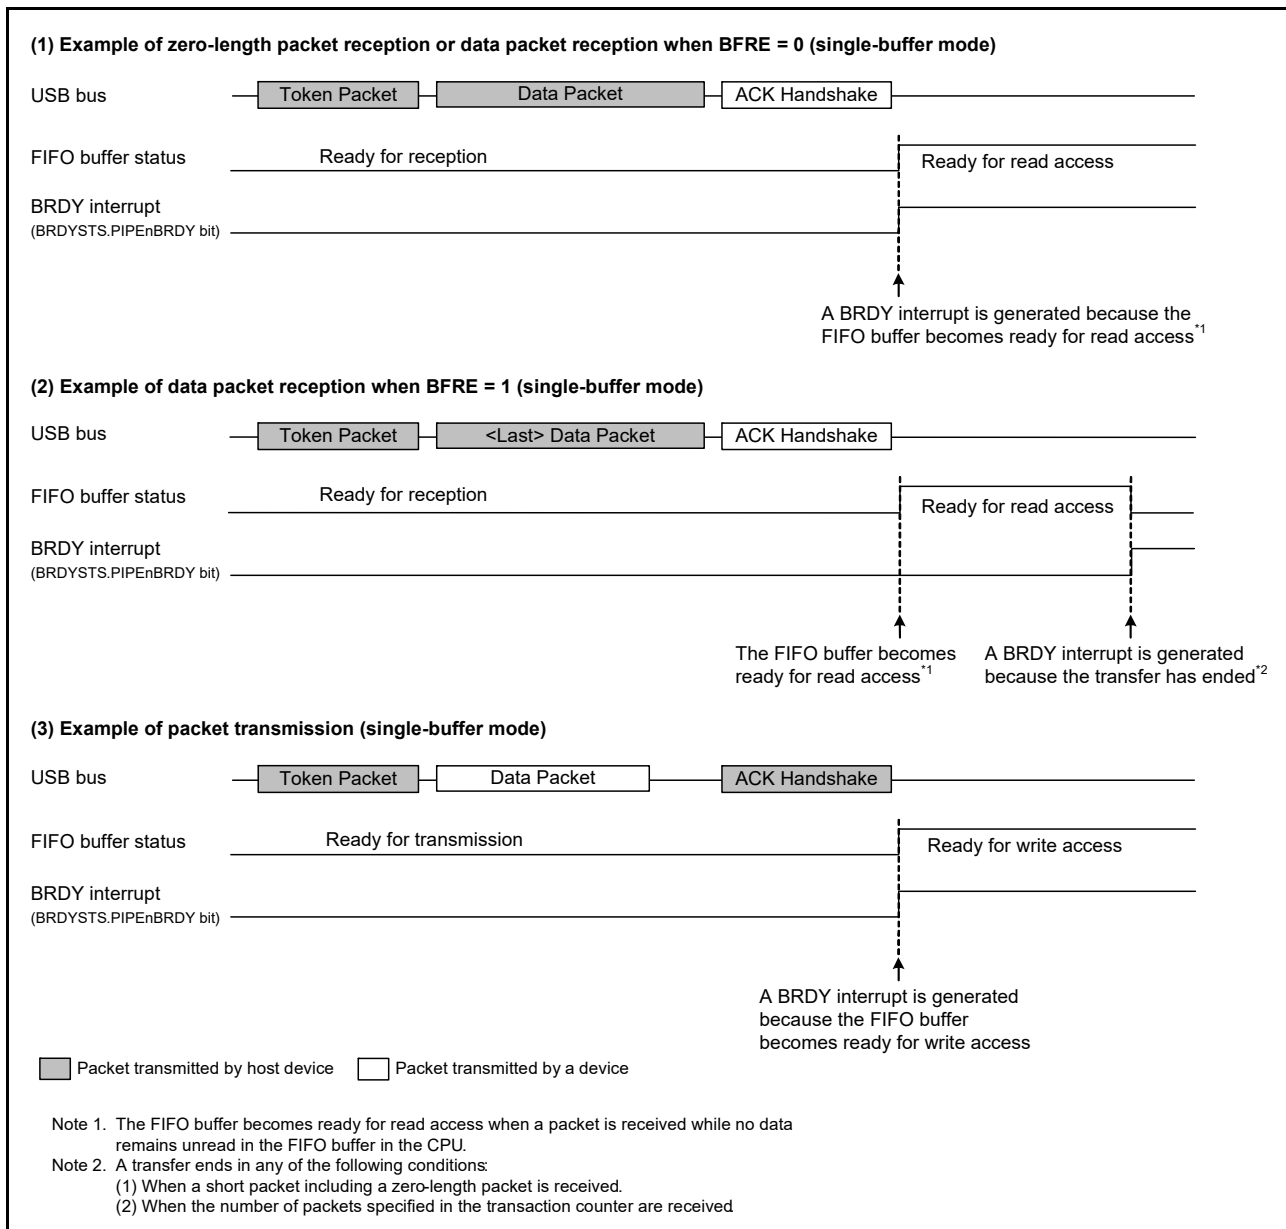 (1) Example of zero-length packet reception or data packet reception when BFRE = 0 (single-buffer mode)
USB bus
Token Packet
Data Packet
ACK Handshake
FIFO buffer status
Ready for reception
Ready for read access
BRDY interrupt
(BRDYSTS.PIPEnBRDY bit)
A BRDY interrupt is generated because the
FIFO buffer becomes ready for read access*1
(2) Example of data packet reception when BFRE = 1 (single-buffer mode)
USB bus
Token Packet
<Last> Data Packet
ACK Handshake
FIFO buffer status
Ready for reception
Ready for read access
BRDY interrupt
(BRDYSTS.PIPEnBRDY bit)
The FIFO buffer becomes
ready for read access*1
A BRDY interrupt is generated
because the transfer has ended*2
(3) Example of packet transmission (single-buffer mode)
USB bus
Token Packet
Data Packet
ACK Handshake
FIFO buffer status
Ready for transmission
Ready for write access
BRDY interrupt
(BRDYSTS.PIPEnBRDY bit)
A BRDY interrupt is generated
because the FIFO buffer
becomes ready for write access
Packet transmitted by host device
Packet transmitted by a device
Note 1. The FIFO buffer becomes ready for read access when a packet is received while no data
remains unread in the FIFO buffer in the CPU.
Note 2. A transfer ends in any of the following conditions:
(1) When a short packet including a zero-length packet is received.
(2) When the number of packets specified in the transaction counter are received.